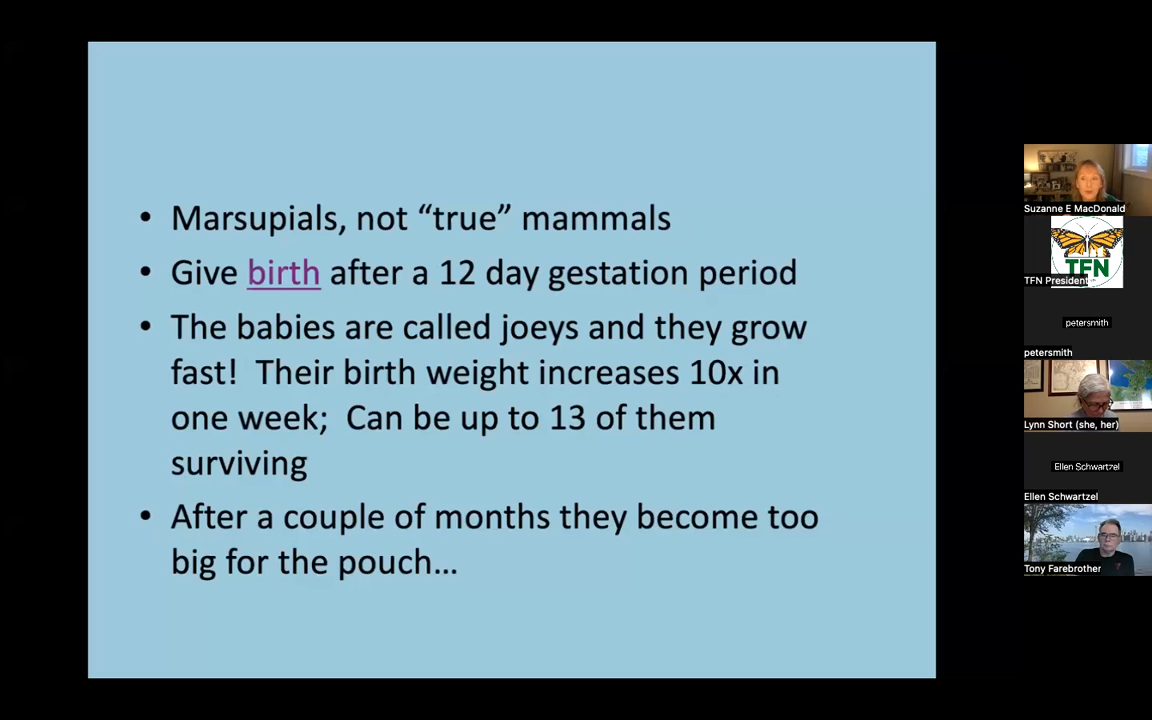 • Marsupials, not “true” mammals
• Give birth after a 12 day gestation period
• The babies are called joeys and they grow
fast!  Their birth weight increases 10x in
one week;  Can be up to 13 of them
surviving
• After a couple of months they become too
big for the pouch…
Suzanne E MacDonald
TFN
TFN President
petersmith
petersmith
Lynn Short (she, her)
Ellen Schwartzel
Ellen Schwartzel
Tony Farebrother